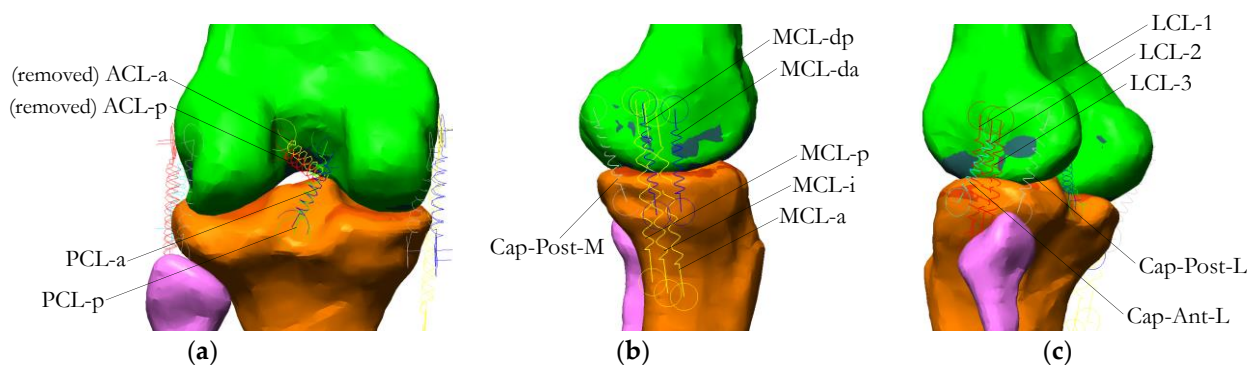 (removed) ACL-a
(removed) ACL-p
PCL-a
PCL-p
(a)
MCL-dp
MCL-da
MCL-p
MCL-i
MCL-a
Cap-Post-M
(b)
LCL-1
LCL-2
LCL-3
Cap-Post-L
Cap-Ant-L
(c)